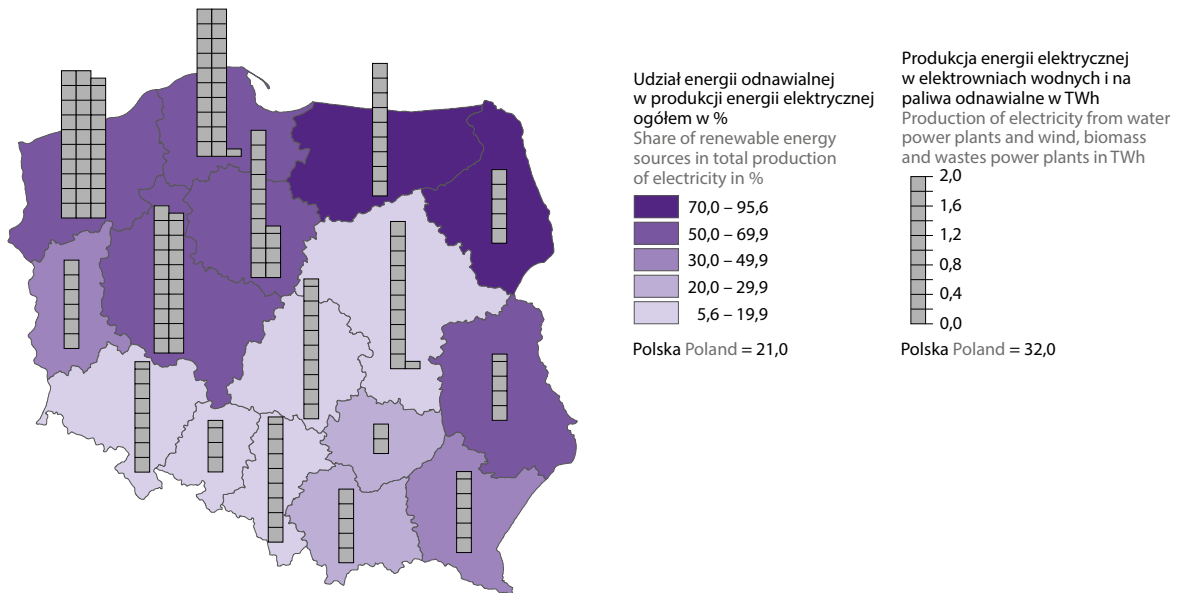 Udział energii odnawialnej
w produkcji energii elektrycznej
ogółem w %
Share of renewable energy
sources in total production
of electricity in %
70,0 – 95,6
50,0 – 69,9
30,0 – 49,9
20,0 – 29,9
5,6 – 19,9
Polska Poland = 21,0
Produkcja energii elektrycznej
w elektrowniach wodnych i na
paliwa odnawialne w TWh
Production of electricity from water
power plants and wind, biomass
and wastes power plants in TWh
2,0
1,6
1,2
0,8
0,4
0,0
Polska Poland = 32,0